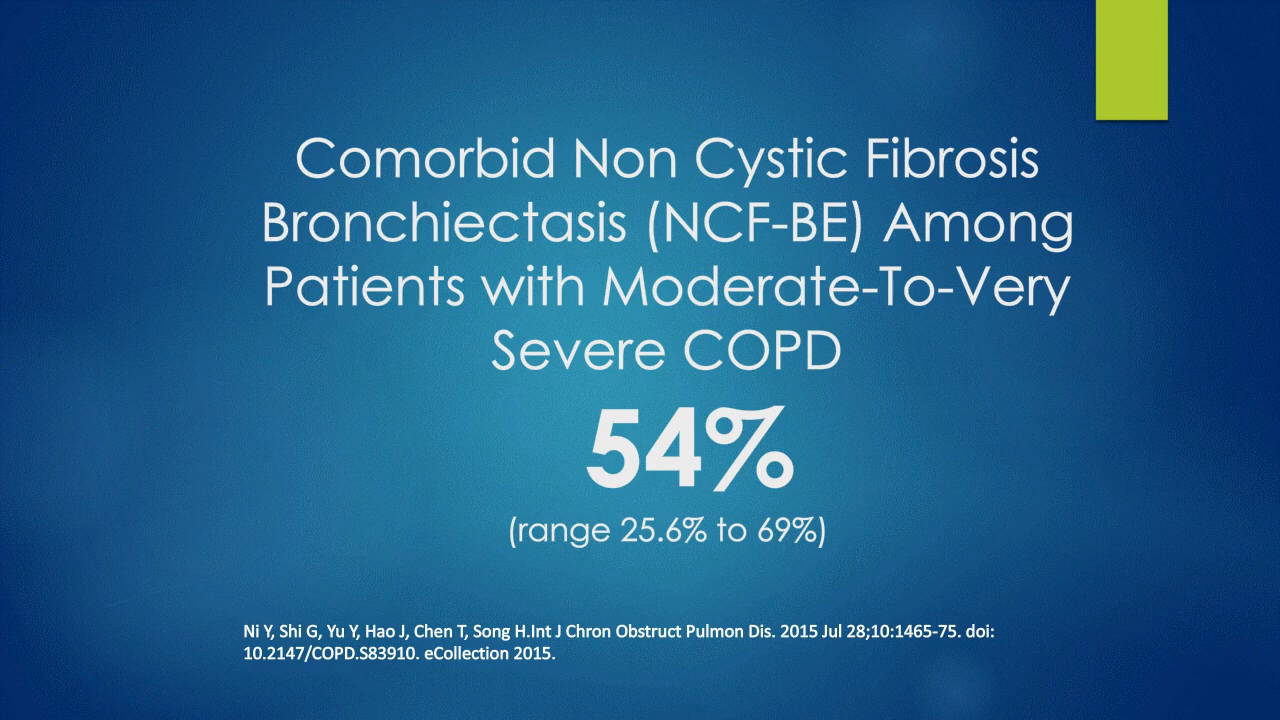 Comorbid Non Cystic Fibrosis
Bronchiectasis (NCF-BE) Among
Patients with Moderate-To-Very
Severe COPD
54%
(range 25.6% to 69%)
Ni Y, Shi G, Yu Y, Hao J, Chen T, Song H.Int J Chron Obstruct Pulmon Dis. 2015 Jul 28;10:1465-75. doi:
10.2147/COPD.S83910. eCollection 2015.